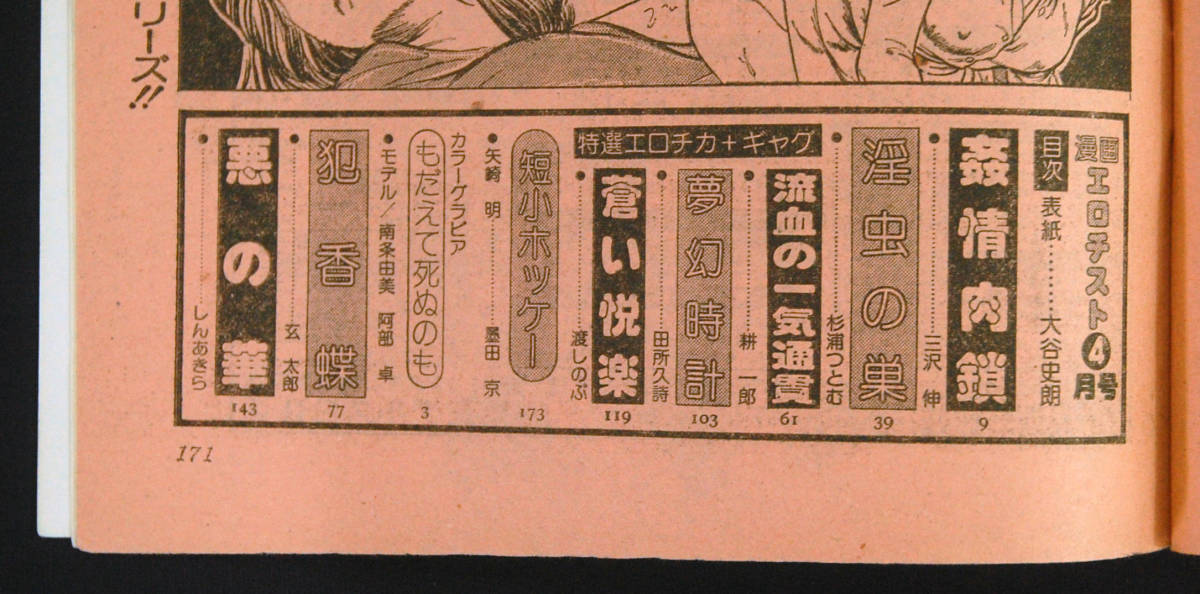 リーズ!!
漫画エロチスト④月号
目次
表紙………大谷史朗
姦情肉鎖
●三沢 伸
9
淫虫の巣
●杉浦つとむ
39
特選エロチカ+ギャグ
流血の一気通貫
耕 一郎
61
夢幻時計
●田所久詩
103
蒼い悦楽
●渡しのぶ
119
短小ホッケー
●矢崎 明………墨田 京
173
カラーグラビア
もだえて死ぬのも
●モデル/南条由美 阿部 卓
3
犯香蝶
●玄 太郎
77
悪の華
●しんあきら
143
171